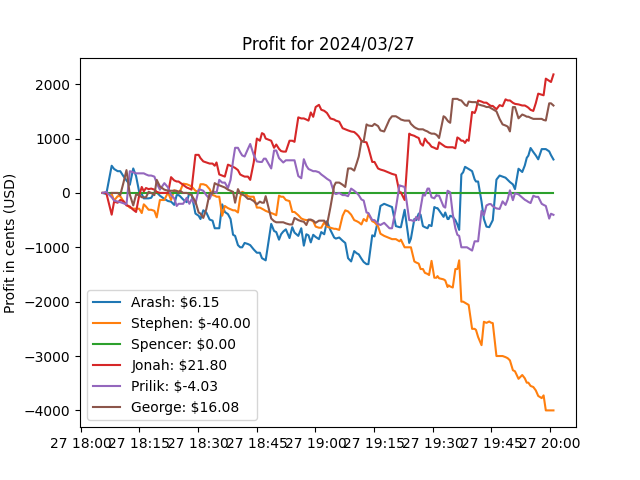 Profit for 2024/03/27
Profit in cents (USD)
2000
1000
0
−1000
−2000
−3000
−4000
Arash: $6.15
Stephen: $-40.00
Spencer: $0.00
Jonah: $21.80
Prilik: $-4.03
George: $16.08
27 18:00 27 18:15 27 18:30 27 18:45 27 19:00 27 19:15 27 19:30 27 19:45 27 20:00